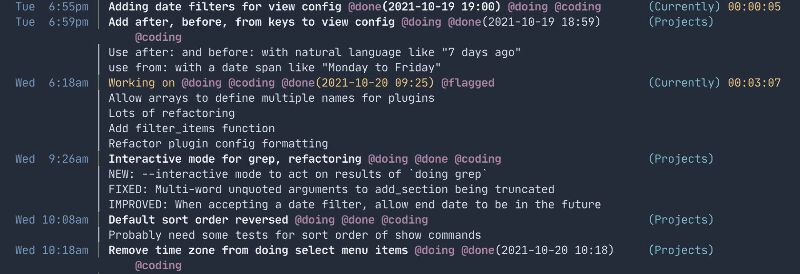 Tue 6:55pm Adding date filters for view config @done(2021-10-19 19:00) @doing @coding (Currently) 00:00:05
Tue 6:59pm Add after, before, from keys to view config @doing @done(2021-10-19 18:59) (Projects)
@coding
Use after: and before: with natural language like "7 days ago"
use from: with a date span like "Monday to Friday"
Wed 6:18am Working on @doing @coding @done(2021-10-20 09:25) @flagged (Currently) 00:03:07
Allow arrays to define multiple names for plugins
Lots of refactoring
Add filter_items function
Refactor plugin config formatting
Wed 9:26am Interactive mode for grep, refactoring @doing @done @coding (Projects)
NEW: --interactive mode to act on results of `doing grep`
FIXED: Multi-word unquoted arguments to add_section being truncated
IMPROVED: When accepting a date filter, allow end date to be in the future
Wed 10:08am Default sort order reversed @doing @done @coding (Projects)
Probably need some tests for sort order of show commands
Wed 10:18am Remove time zone from doing select menu items @doing @done(2021-10-20 10:18) (Projects)
@coding